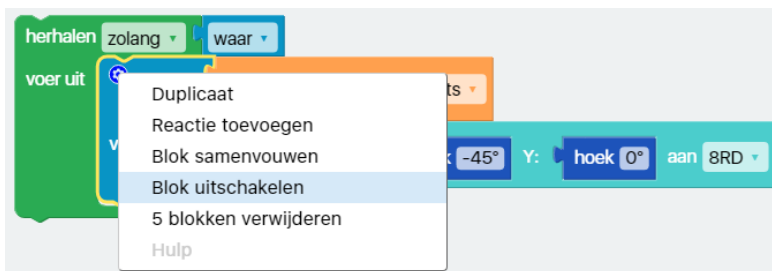 herhalen zolang waar
voer uit
ts
Duplicaat
Reactie toevoegen
Blok samenvouwen
-45° Y: hoek 0° aan 8RD
Blok uitschakelen
5 blokken verwijderen
Hulp